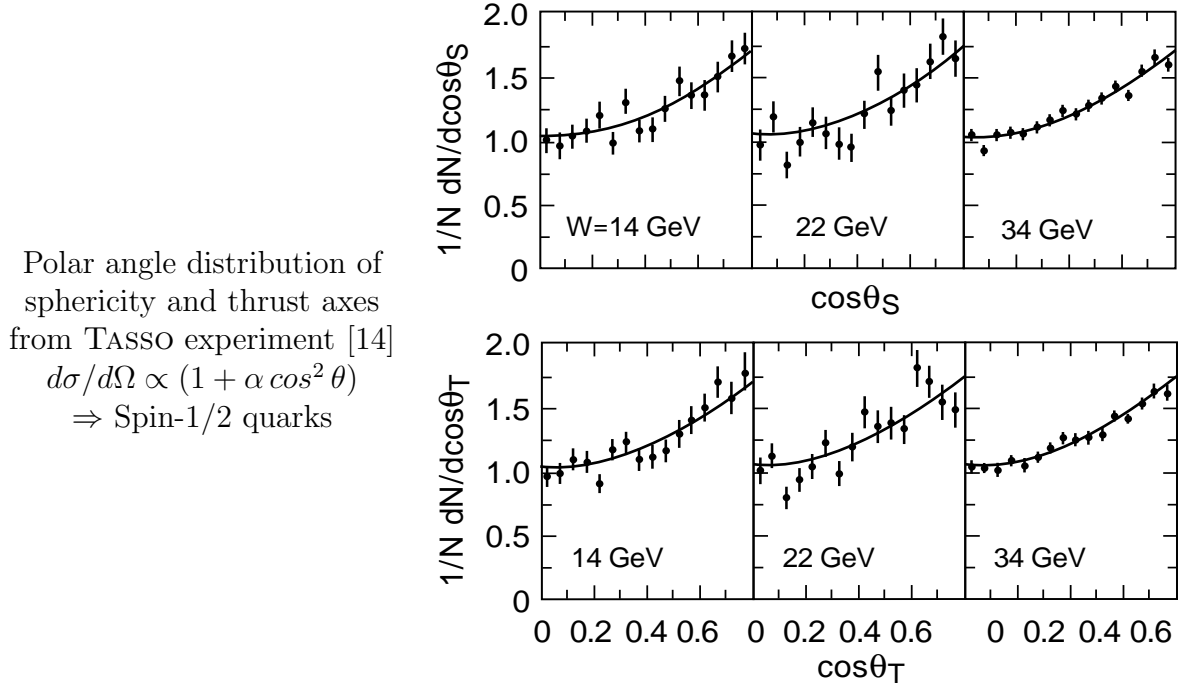 Polar angle distribution of
sphericity and thrust axes
from TASSO experiment [14]
dσ/dΩ ∝ (1 + α cos² θ)
⇒ Spin-1/2 quarks
1/N dN/dcosθS
2.0
1.5
1.0
0.5
0
W=14 GeV
22 GeV
34 GeV
cosθS
1/N dN/dcosθT
2.0
1.5
1.0
0.5
0
14 GeV
22 GeV
34 GeV
0 0.2 0.4 0.6 0 0.2 0.4 0.6 0 0.2 0.4 0.6
cosθT